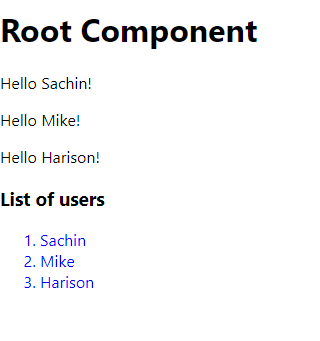 Root Component
Hello Sachin!
Hello Mike!
Hello Harison!
List of users
1. Sachin
2. Mike
3. Harison